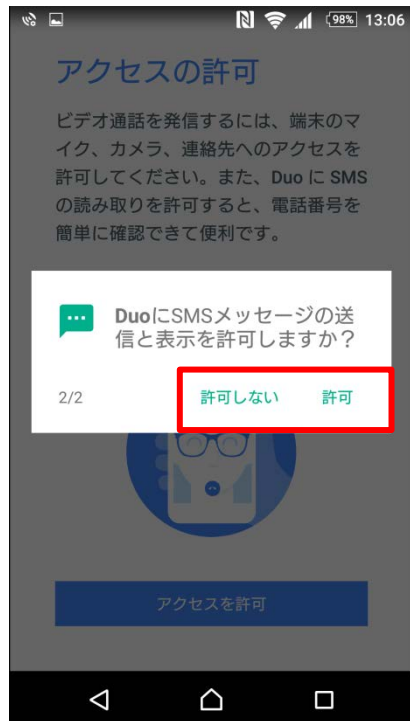 98% 13:06
アクセスの許可
ビデオ通話を発信するには、端末のマ
イク、カメラ、連絡先へのアクセスを
許可してください。また、Duo に SMS
の読み取りを許可すると、電話番号を
簡単に確認できて便利です。
DuoにSMSメッセージの送
信と表示を許可しますか？
2/2 許可しない 許可
アクセスを許可